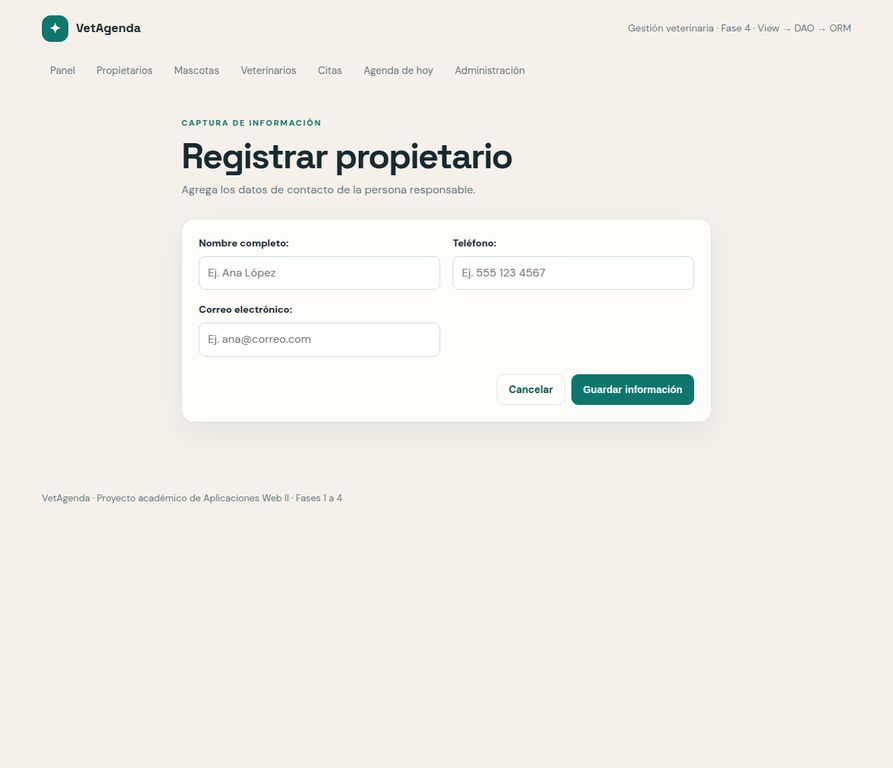 VetAgenda
Gestión veterinaria · Fase 4 · View → DAO → ORM
Panel Propietarios Mascotas Veterinarios Citas Agenda de hoy Administración
CAPTURA DE INFORMACIÓN
Registrar propietario
Agrega los datos de contacto de la persona responsable.
Nombre completo: Teléfono:
Ej. Ana López Ej. 555 123 4567
Correo electrónico:
Ej. ana@correo.com
Cancelar Guardar información
VetAgenda · Proyecto académico de Aplicaciones Web II · Fases 1 a 4